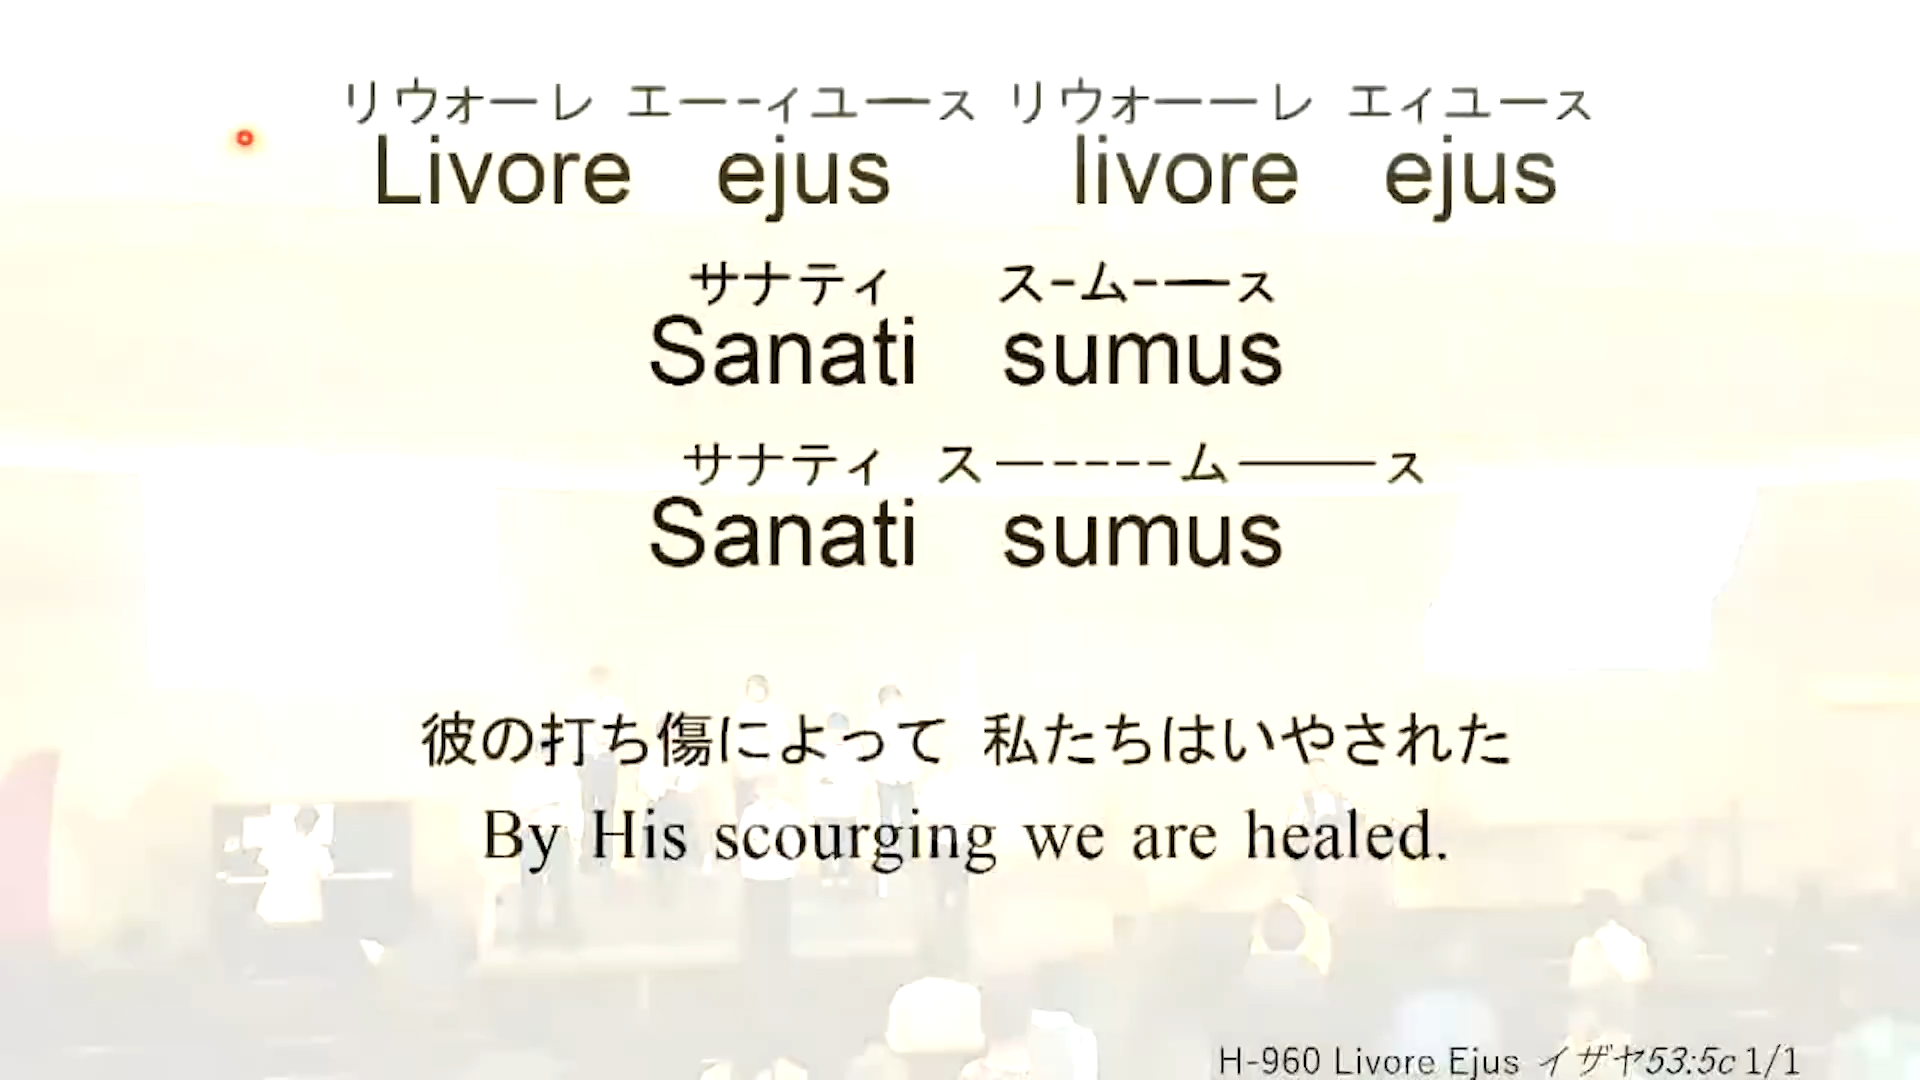 リウォーレ エー-ィユース リウォーーレ エィユース
Livore ejus livore ejus
サナティ ス-ム-ース
Sanati sumus
サナティ ス—-----ム——ス
Sanati sumus
彼の打ち傷によって 私たちはいやされた
By His scourging we are healed.
H-960 Livore Ejus イザヤ53:5c 1/1